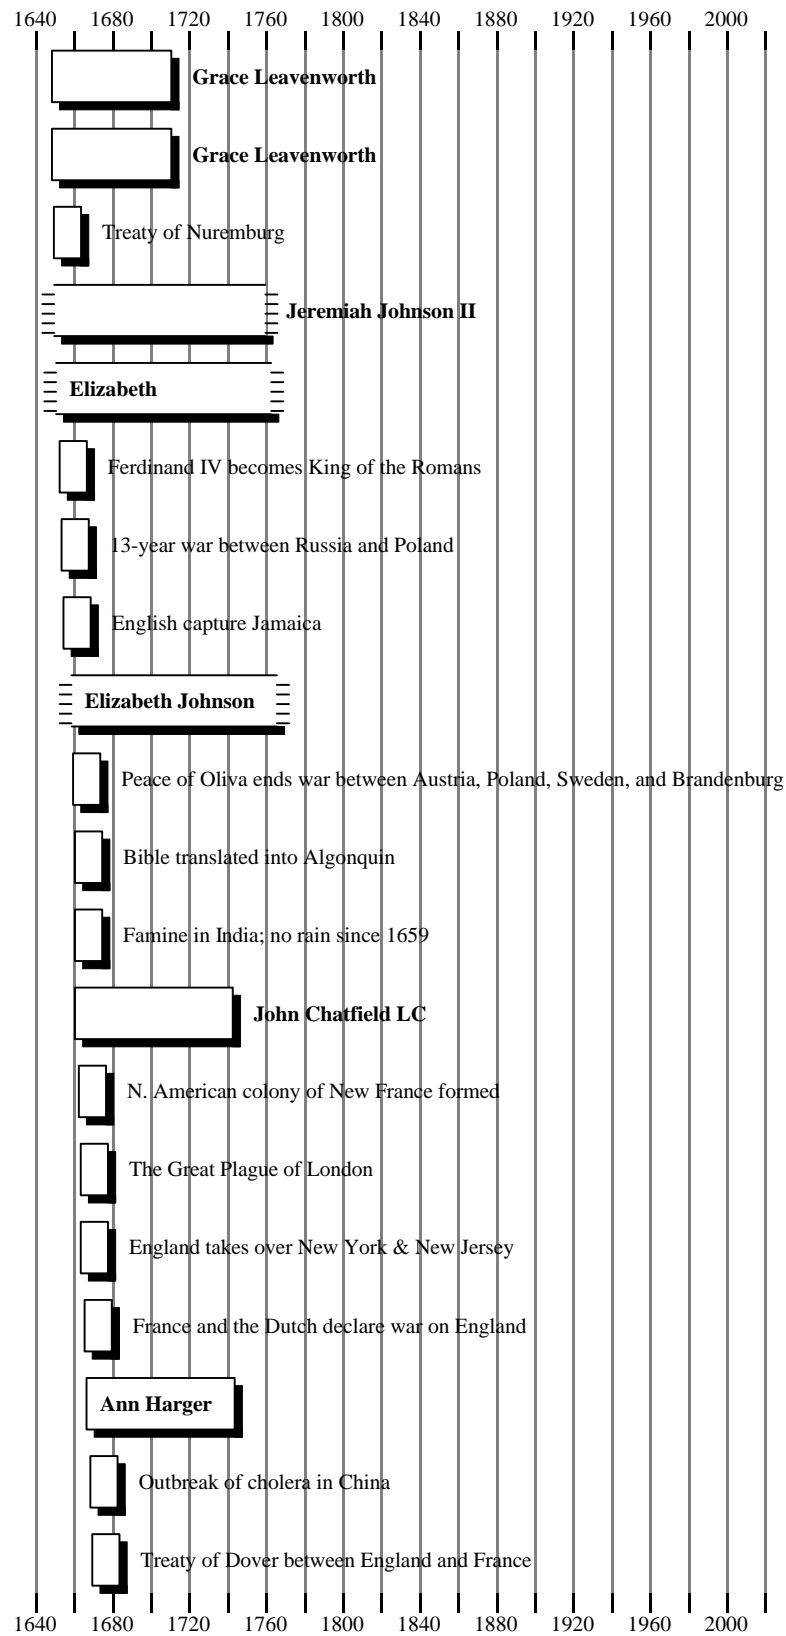 1640 1680 1720 1760 1800 1840 1880 1920 1960 2000
Grace Leavenworth
Grace Leavenworth
Treaty of Nuremburg
Jeremiah Johnson II
Elizabeth
Ferdinand IV becomes King of the Romans
13-year war between Russia and Poland
English capture Jamaica
Elizabeth Johnson
Peace of Oliva ends war between Austria, Poland, Sweden, and Brandenburg
Bible translated into Algonquin
Famine in India; no rain since 1659
John Chatfield LC
N. American colony of New France formed
The Great Plague of London
England takes over New York & New Jersey
France and the Dutch declare war on England
Ann Harger
Outbreak of cholera in China
Treaty of Dover between England and France
1640 1680 1720 1760 1800 1840 1880 1920 1960 2000